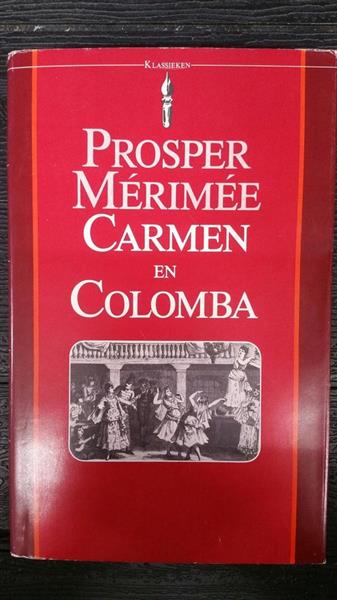 KLASSIEKEN
PROSPER
MÉRIMÉE
CARMEN
EN
COLOMBA